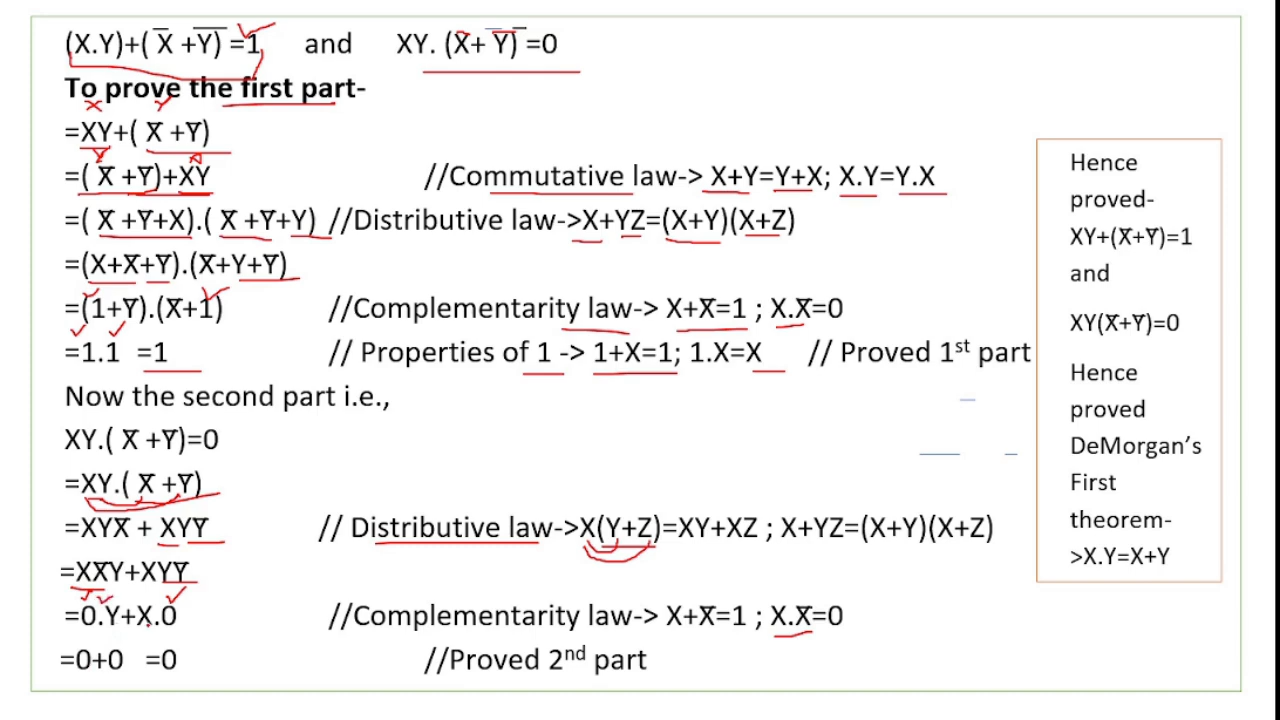 (X.Y)+( X̅ +Y̅) =1 and XY. (X̅+ Y̅) =0
To prove the first part-
X Y
=XY+( X̅ +Y̅)
=( X̅ +Y̅)+XY //Commutative law-> X+Y=Y+X; X.Y=Y.X
=( X̅ +Y̅+X).( X̅ +Y̅+Y) //Distributive law->X+YZ=(X+Y)(X+Z)
=(X+X̅+Y̅).(X̅+Y+Y̅)
=(1+Y̅).(X̅+1) //Complementarity law-> X+X̅=1 ; X.X̅=0
=1.1 =1 // Properties of 1 -> 1+X=1; 1.X=X // Proved 1st part
Now the second part i.e.,
XY.( X̅ +Y̅)=0
=XY.( X̅ +Y̅)
=XYX̅ + XYY̅ // Distributive law->X(Y+Z)=XY+XZ ; X+YZ=(X+Y)(X+Z)
=XX̅Y+XYY̅
=0.Y+X.0 //Complementarity law-> X+X̅=1 ; X.X̅=0
=0+0 =0 //Proved 2nd part
Hence
proved-
XY+(X̅+Y̅)=1
and
XY(X̅+Y̅)=0
Hence
proved
DeMorgan’s
First
theorem-
>X.Y=X+Y